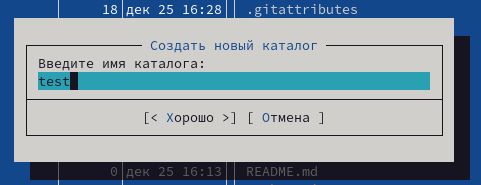 18 дек 25 16:28 .gitattributes
Создать новый каталог
Введите имя каталога:
test
[< Хорошо >] [ Отмена ]
0 дек 25 16:13 README.md